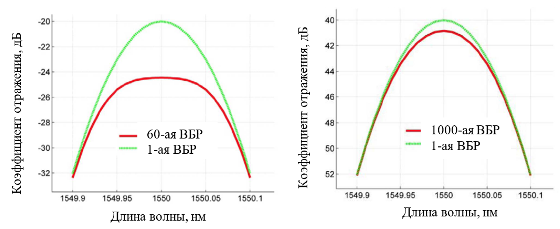 Коэффициент отражения, дБ
-20
-22
-24
-26
-28
-30
-32
60-ая ВБР
1-ая ВБР
1549.9 1549.95 1550 1550.05 1550.1
Длина волны, нм
Коэффициент отражения, дБ
40
42
44
46
48
50
52
1000-ая ВБР
1-ая ВБР
1549.9 1549.95 1550 1550.05 1550.1
Длина волны, нм